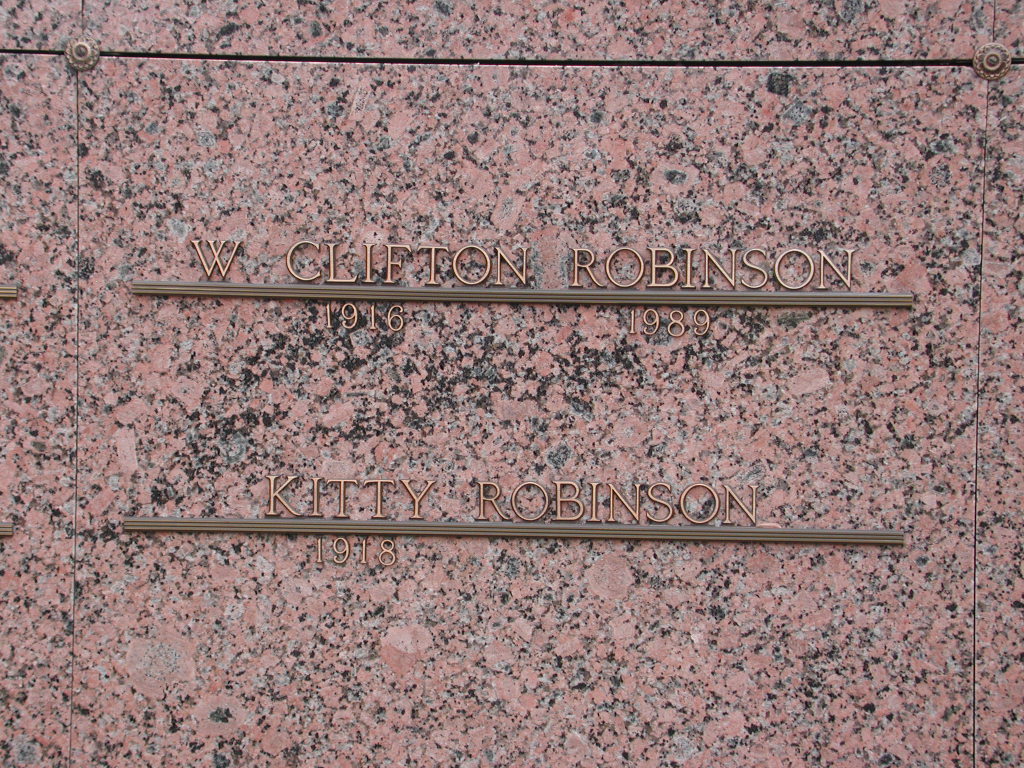 W CLIFTON ROBINSON
1916 1989
KITTY ROBINSON
1918